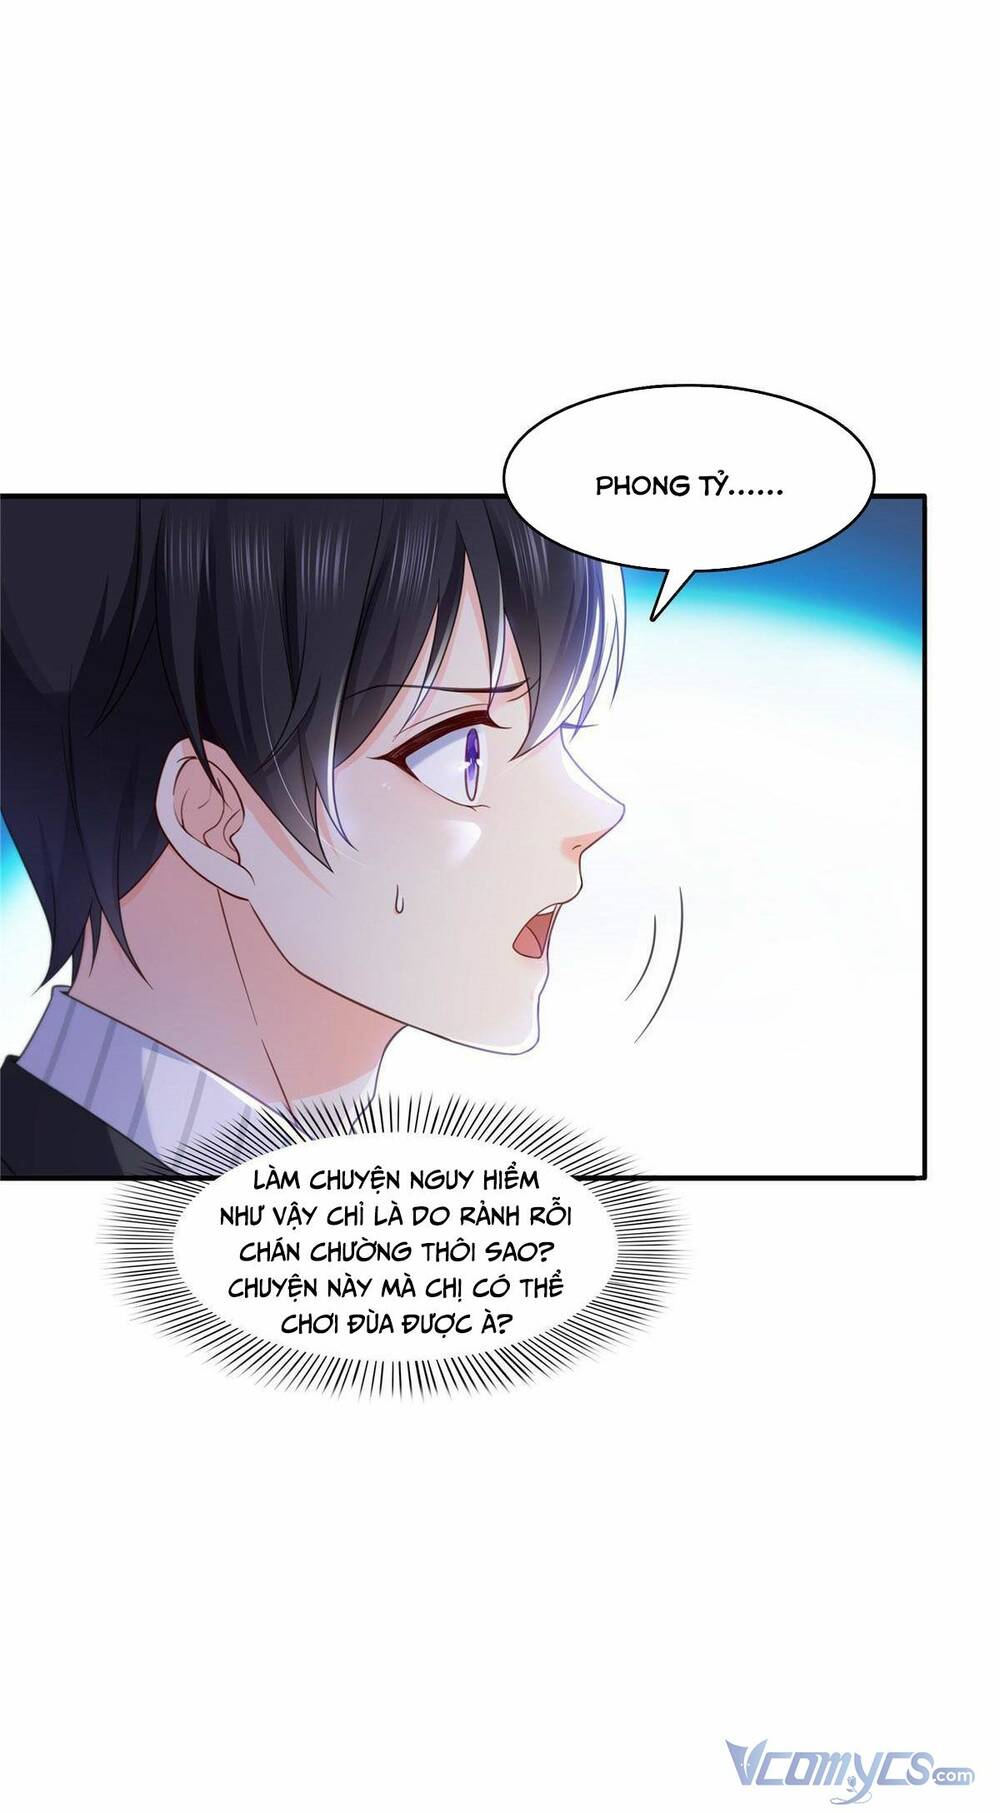 PHONG TỶ......
LÀM CHUYỆN NGUY HIỂM
NHƯ VẬY CHỈ LÀ DO RẢNH RỖI
CHÁN CHƯỜNG THÔI SAO?
CHUYỆN NÀY MÀ CHỊ CÓ THỂ
CHƠI ĐÙA ĐƯỢC À?
VCOMYCS.com